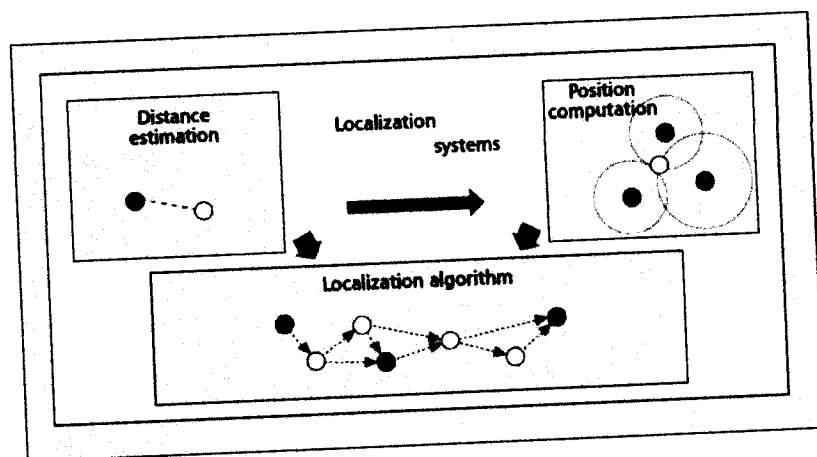 Distance
estimation
Localization
systems
Position
computation
Localization algorithm